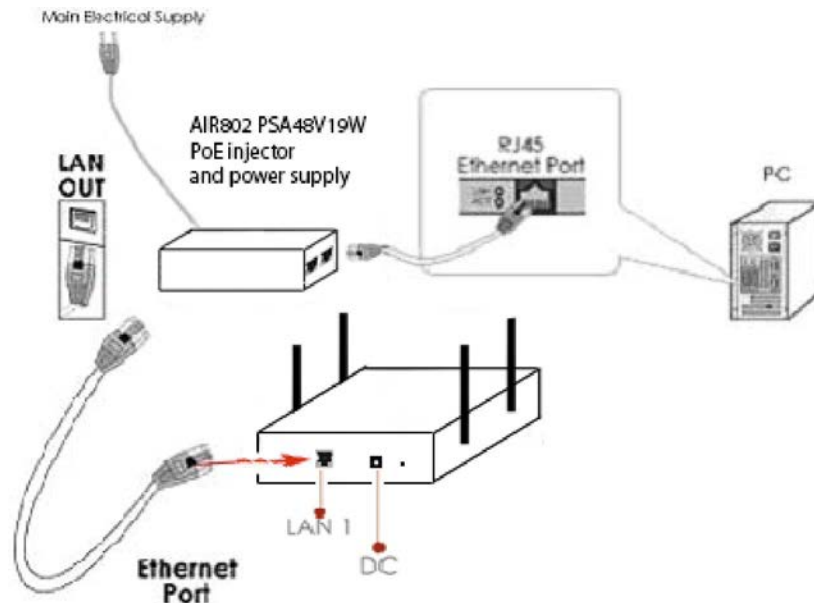 Main Electrical Supply
AIR802 PSA48V19W
PoE injector
and power supply
LAN
OUT
RJ45
Ethernet Port
PC
LAN 1
DC
Ethernet
Port